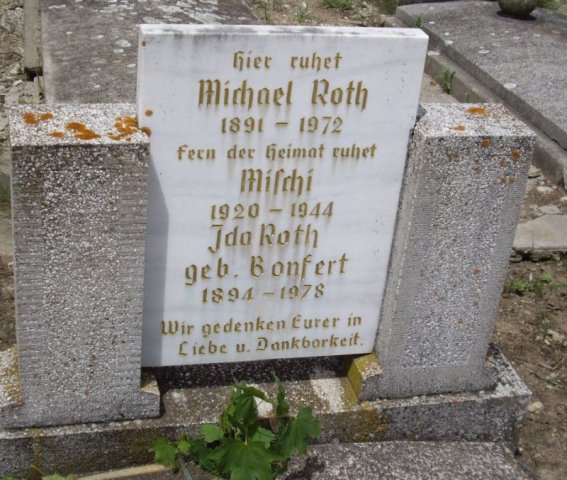 Hier ruhet
Michael Roth
1891 - 1972
Fern der Heimat ruhet
Mischi
1920 - 1944
Ida Roth
geb. Bonfert
1894 - 1978
Wir gedenken Eurer in
Liebe u. Dankbarkeit.